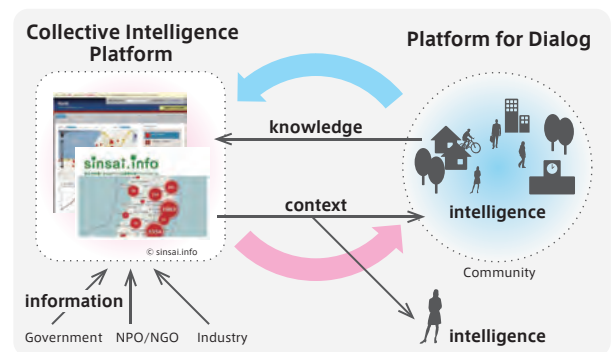 Collective Intelligence
Platform
Platform for Dialog
knowledge
sinsai.info
context
intelligence
© sinsai.info
Community
information
Government
NPO/NGO
Industry
intelligence